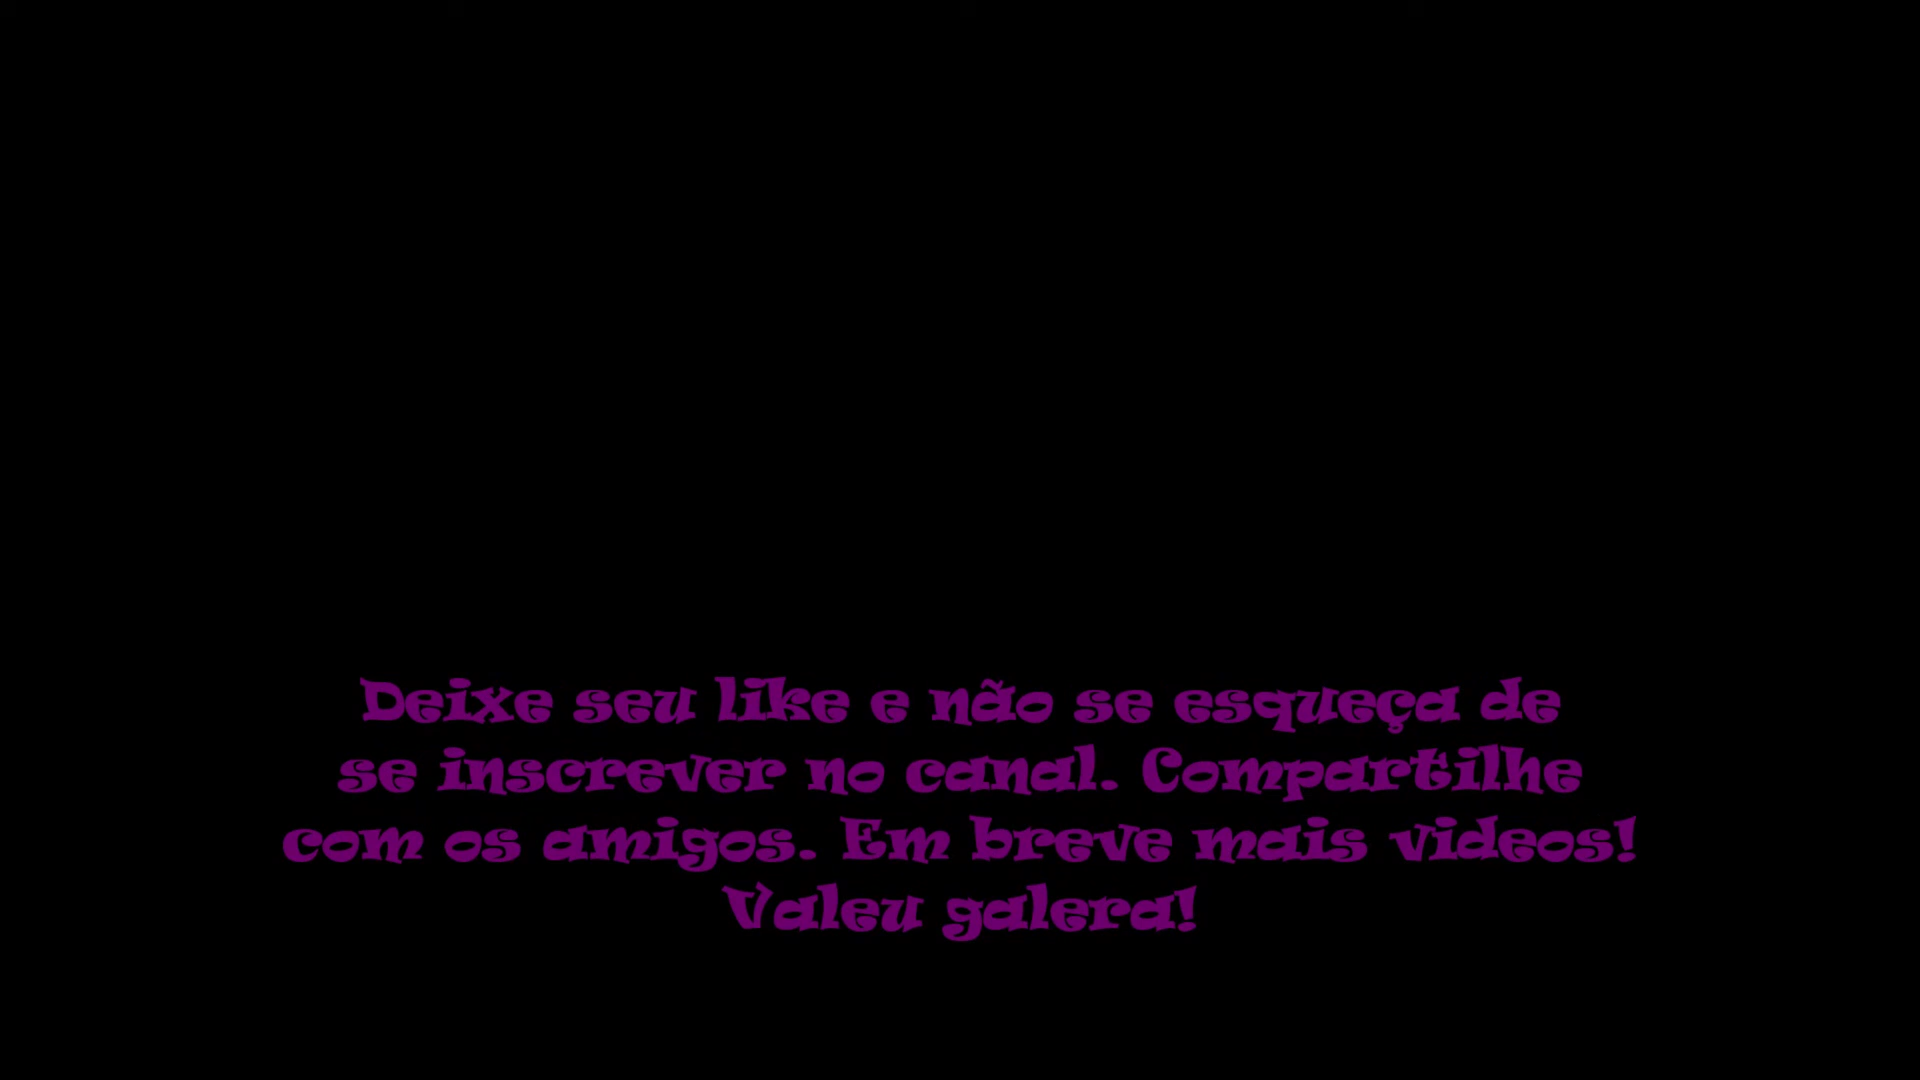 Deixe seu like e não se esqueça de
se inscrever no canal. Compartilhe
com os amigos. Em breve mais videos!
Valeu galera!